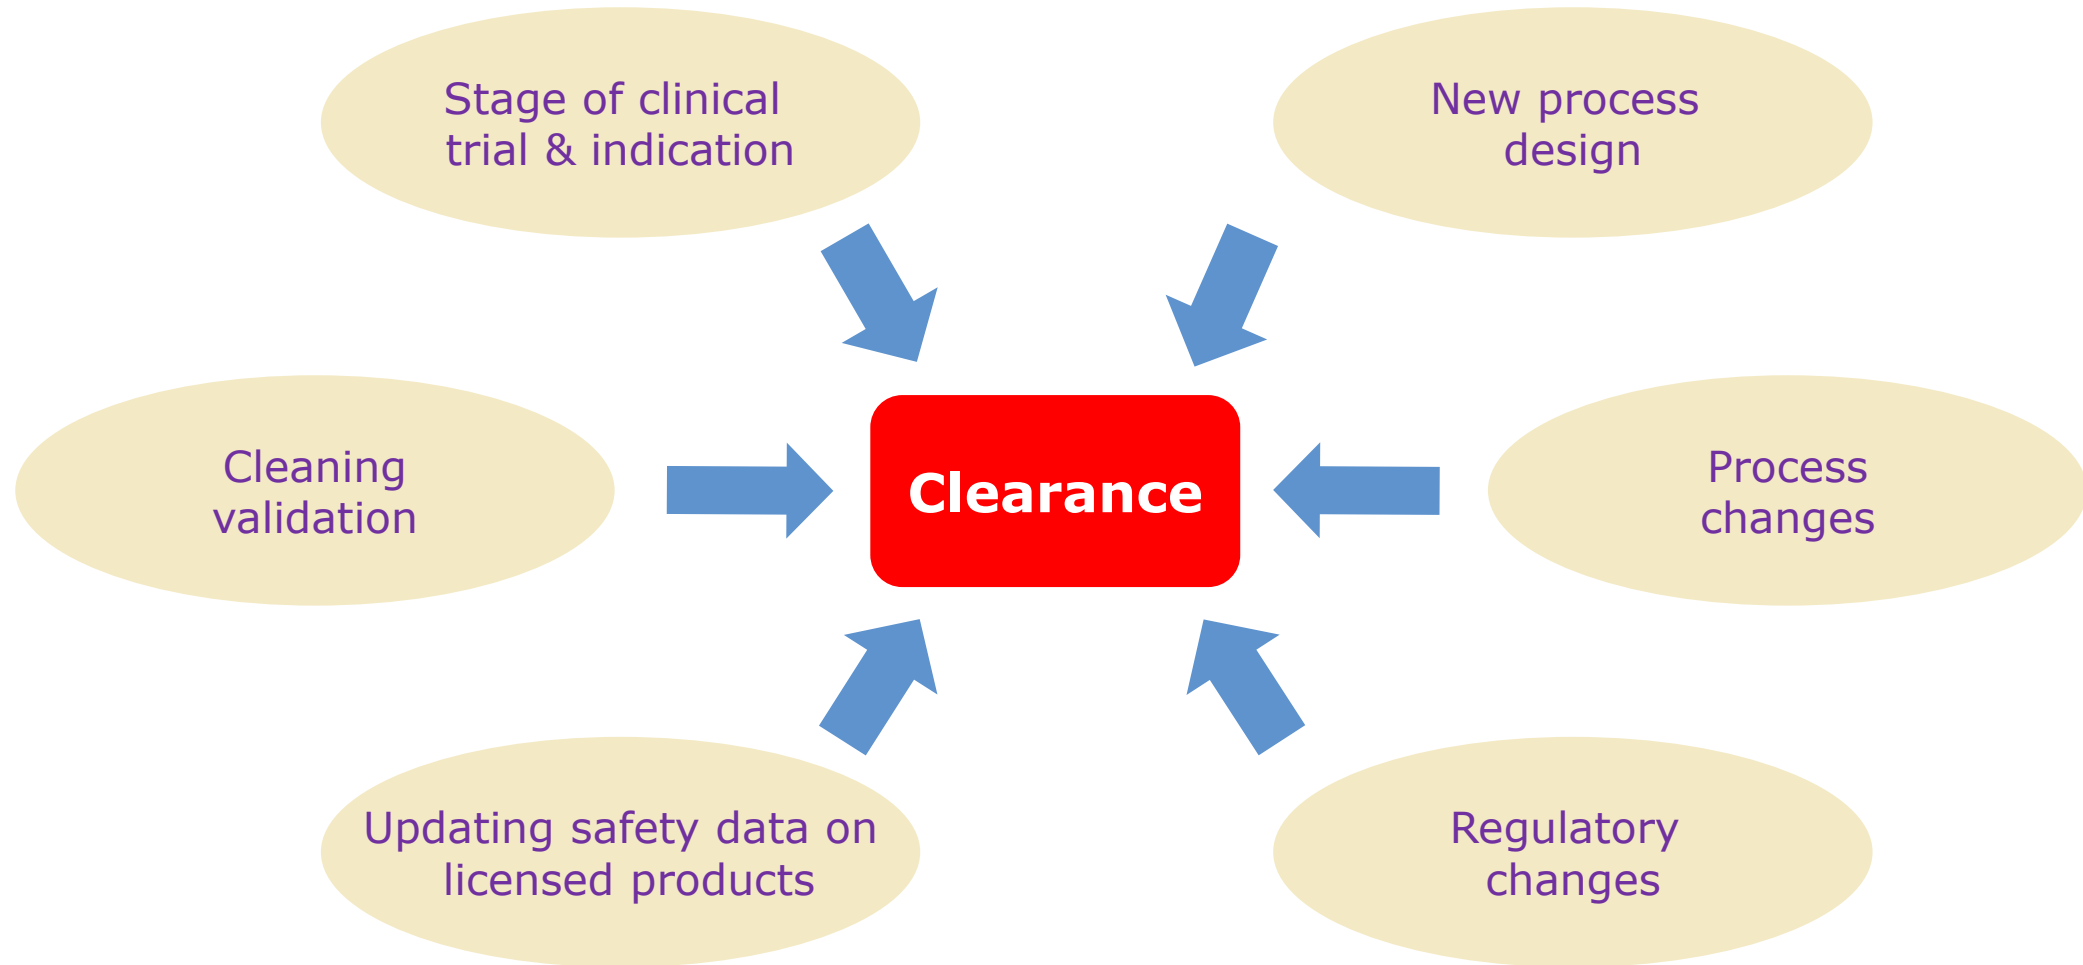 Stage of clinical
trial & indication
New process
design
Cleaning
validation
Clearance
Process
changes
Updating safety data on
licensed products
Regulatory
changes